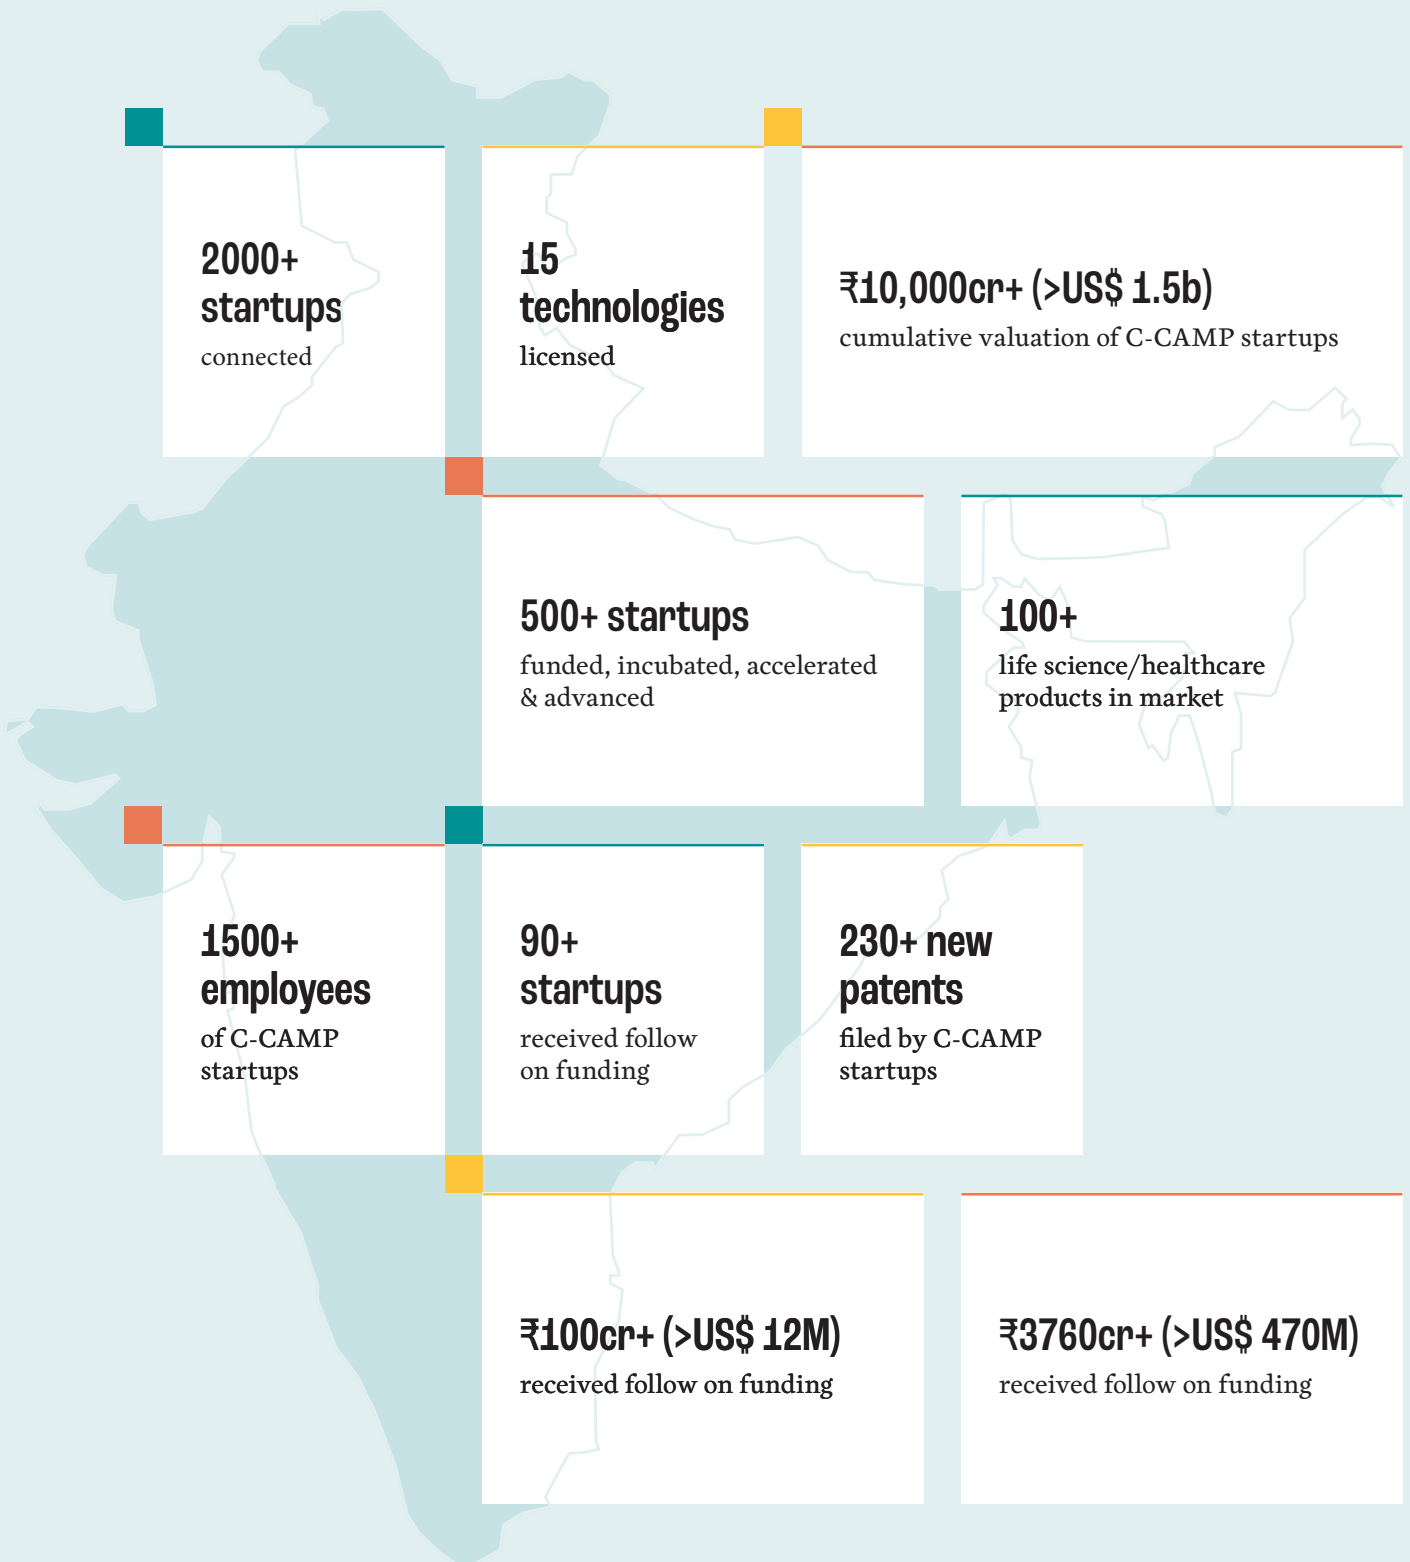 2000+
startups
connected
15
technologies
licensed
₹10,000cr+ (>US$ 1.5b)
cumulative valuation of C-CAMP startups
500+ startups
funded, incubated, accelerated
& advanced
100+
life science/healthcare
products in market
1500+
employees
of C-CAMP
startups
90+
startups
received follow
on funding
230+ new
patents
filed by C-CAMP
startups
₹100cr+ (>US$ 12M)
received follow on funding
₹3760cr+ (>US$ 470M)
received follow on funding